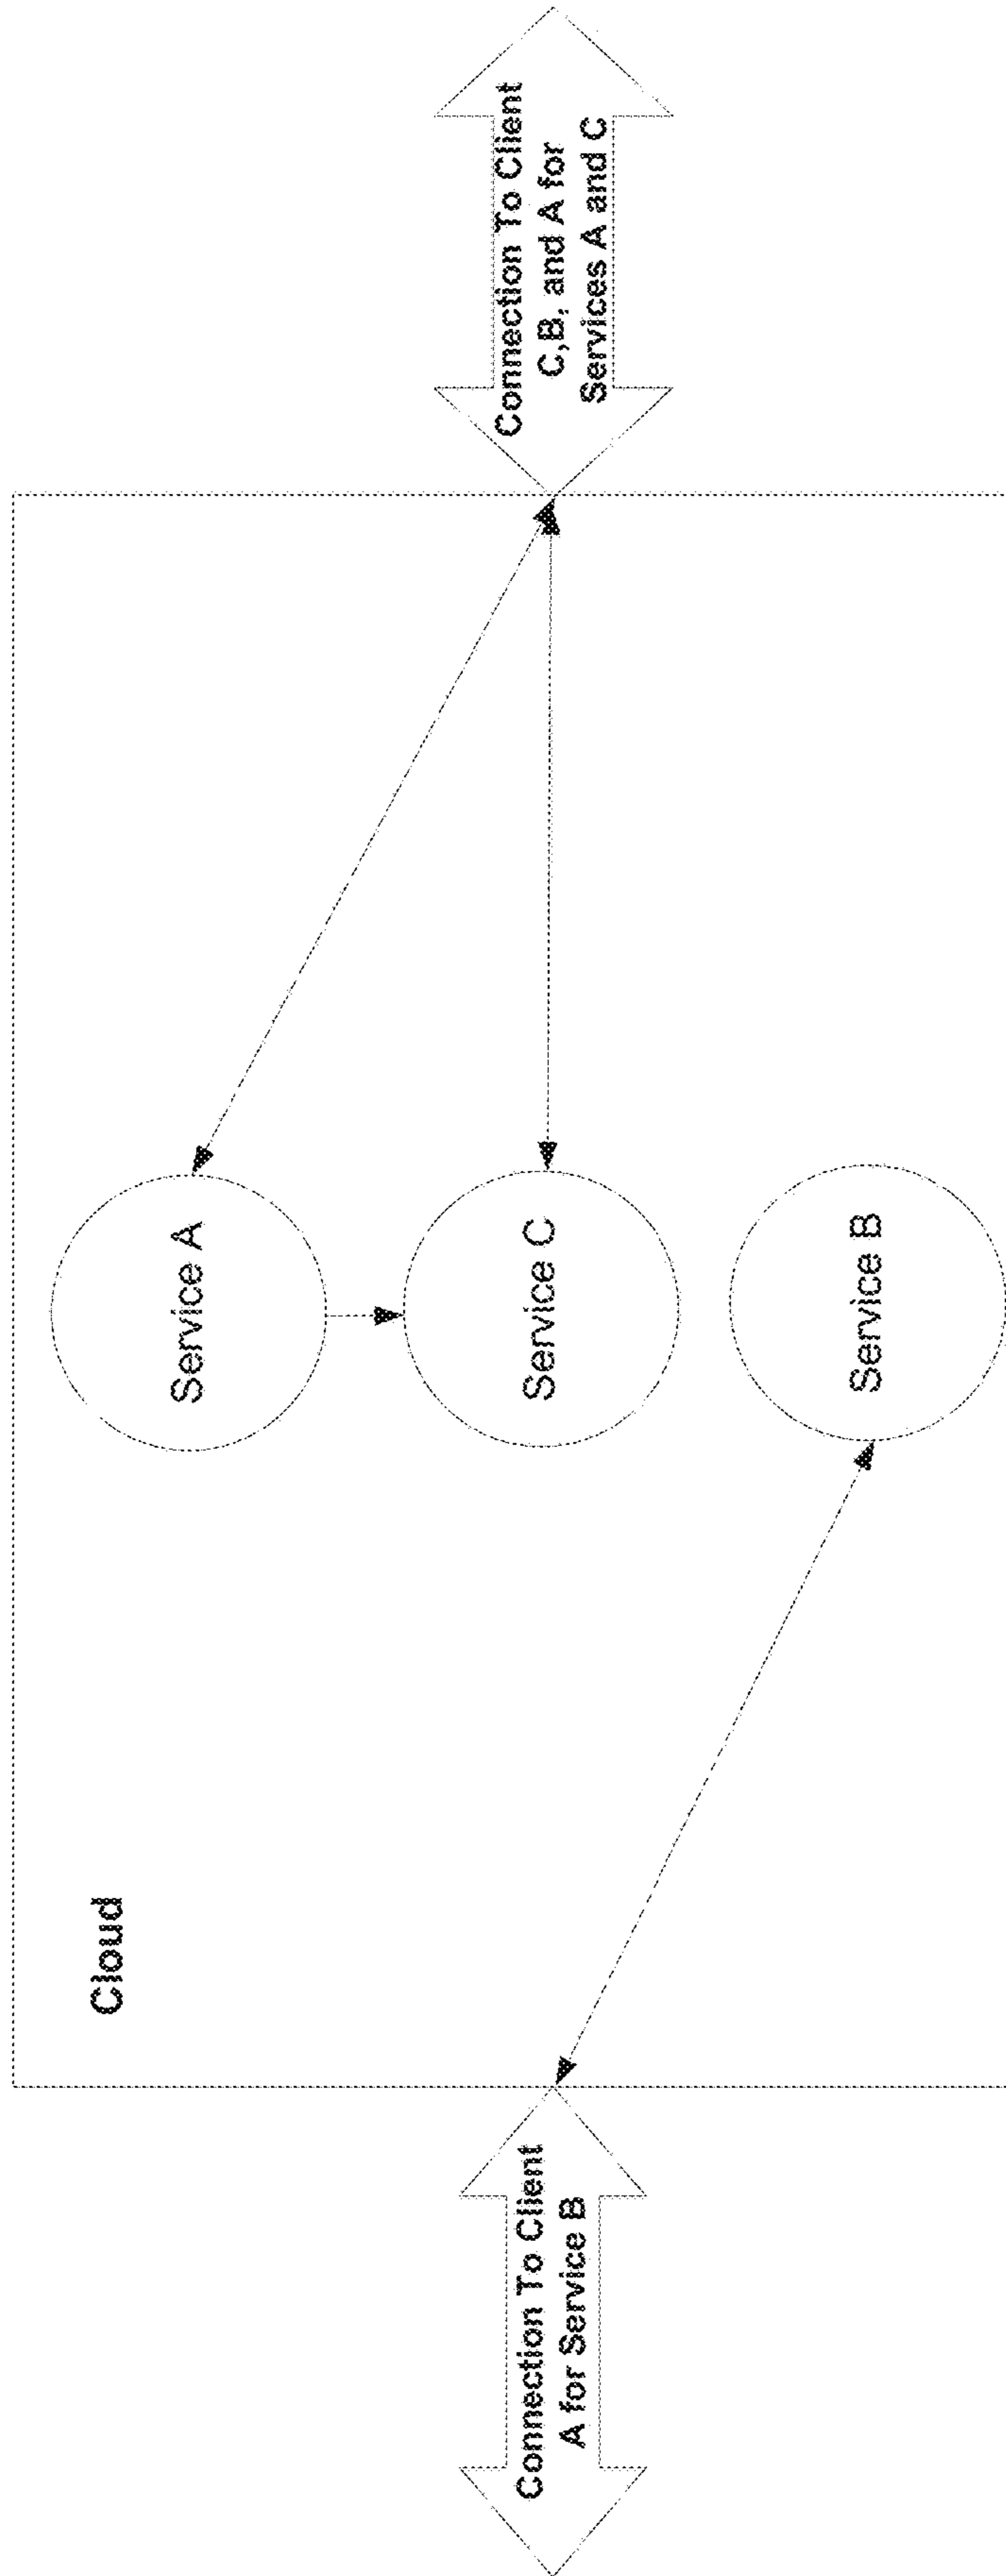 Cloud
Service A
Service C
Service B
Connection To Client
A for Service B
Connection To Client
C,B, and A for
Services A and C